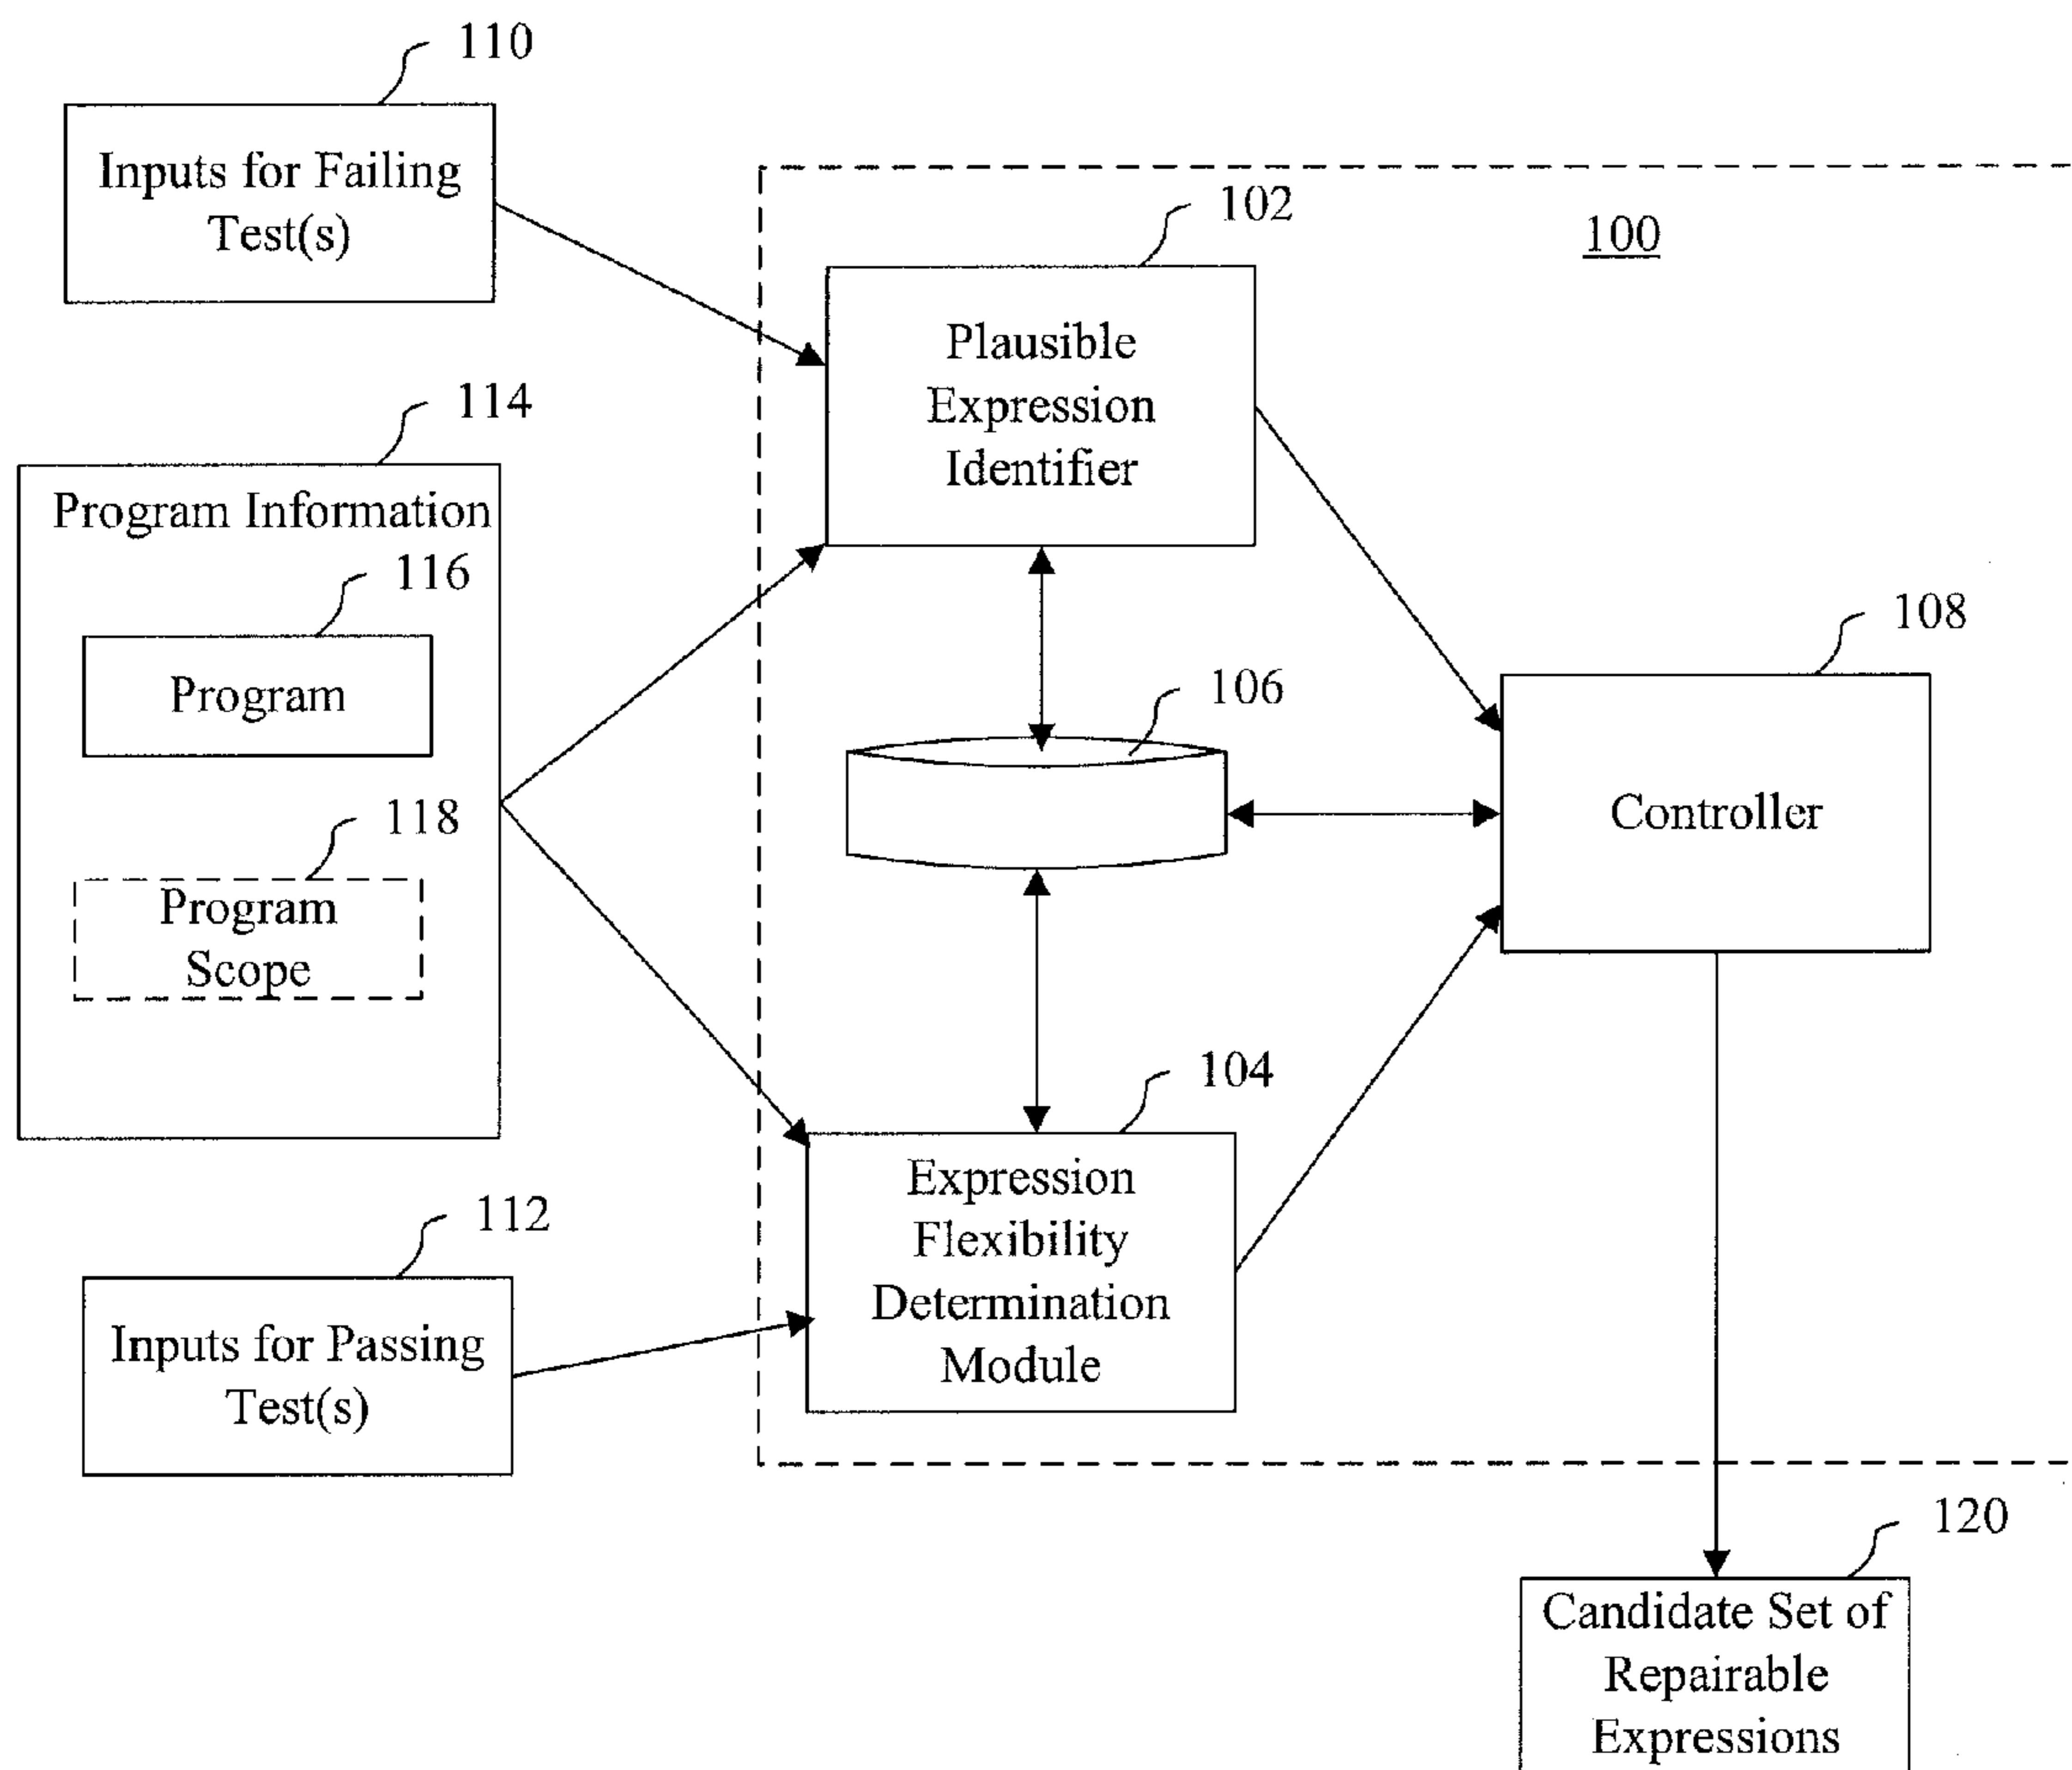 110
Inputs for Failing
Test(s)
102
100
Plausible
Expression
Identifier
114
Program Information
116
Program
118
Program
Scope
106
108
Controller
104
Expression
Flexibility
Determination
Module
112
Inputs for Passing
Test(s)
120
Candidate Set of
Repairable
Expressions